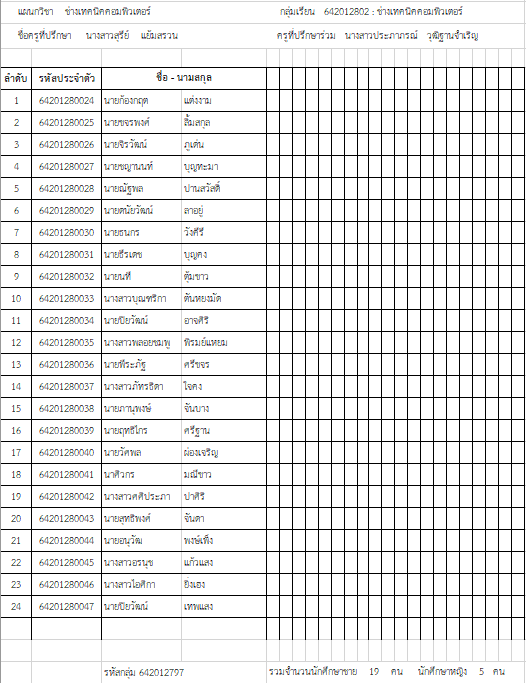 แผนกวิชา ช่างเทคนิคคอมพิวเตอร์ กลุ่มเรียน 642012802 : ช่างเทคนิคคอมพิวเตอร์
ชื่อครูที่ปรึกษา นางสาวสุรีย์ แย้มสรวน ครูที่ปรึกษาร่วม นางสาวประภาภรณ์ วุฒิฐานจำเริญ
ลำดับ รหัสประจำตัว ชื่อ - นามสกุล
1 64201280024 นายก้องกฤต แต่งงาม
2 64201280025 นายขจรพงศ์ ลิ้มสกุล
3 64201280026 นายจิรวัฒน์ ภูเด่น
4 64201280027 นายชญานนท์ บุญทะมา
5 64201280028 นายณัฐพล ปานสวัสดิ์
6 64201280029 นายดนัยวัฒน์ ลาอยู่
7 64201280030 นายธนกร วังคีรี
8 64201280031 นายธีรเดช บุญคง
9 64201280032 นายนที ตุ้มขาว
10 64201280033 นางสาวบุณฑริกา ตันหยงมัด
11 64201280034 นายปิยวัฒน์ อาจศิริ
12 64201280035 นางสาวพลอยชมพู พิรมย์แหยม
13 64201280036 นายพีระภัฐ ศรีขจร
14 64201280037 นางสาวภัทรธิดา ใจคง
15 64201280038 นายภานุพงษ์ จันบาง
16 64201280039 นายฤทธิไกร ศรีฐาน
17 64201280040 นายวัศพล ผ่องเจริญ
18 64201280041 นาศิวกร มณีขาว
19 64201280042 นางสาวศศิประภา ปาศิริ
20 64201280043 นายสุทธิพงศ์ จันดา
21 64201280044 นายอนุวัฒ พงษ์เพ็ง
22 64201280045 นางสาวอรนุช แก้วแสง
23 64201280046 นางสาวไอศิกา ยิ่งเฮง
24 64201280047 นายปิยวัฒน์ เทพแสง
รหัสกลุ่ม 642012797 รวมจำนวนนักศึกษาชาย 19 คน นักศึกษาหญิง 5 คน